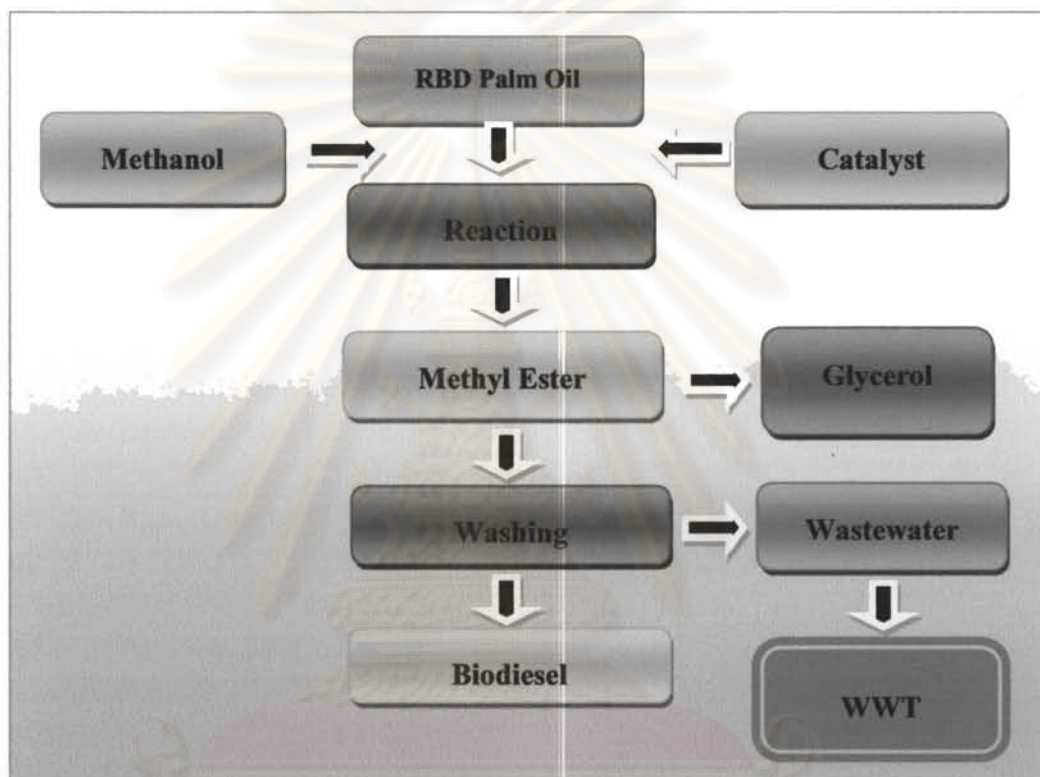 RBD Palm Oil
Methanol
Catalyst
Reaction
Methyl Ester
Glycerol
Washing
Wastewater
Biodiesel
WWT